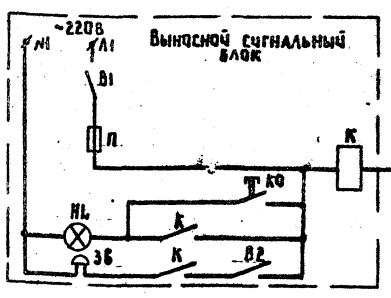 ~220В
N1
Л1
Выносной сигнальный
блок
В1
П
К
КО
HL
К
ЗВ
К
В2